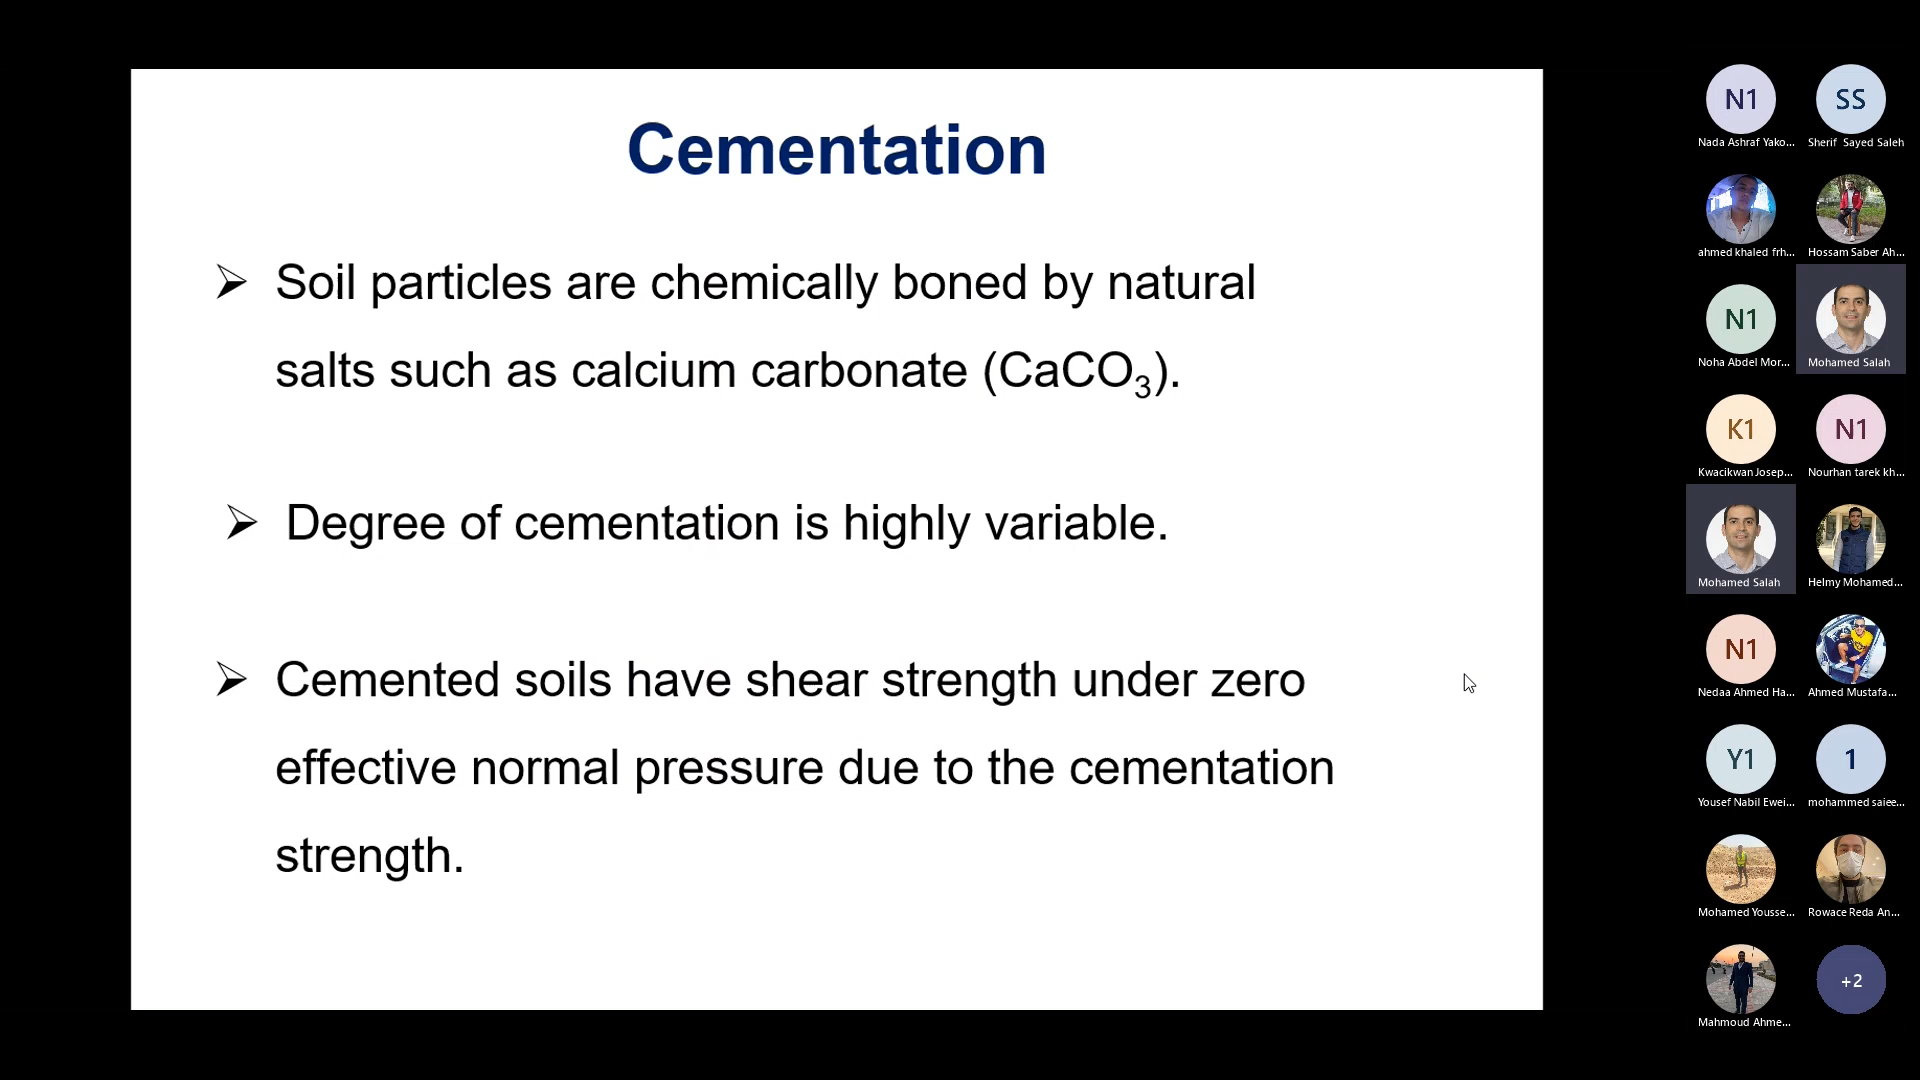 Cementation
➢ Soil particles are chemically boned by natural
salts such as calcium carbonate (CaCO₃).
➢ Degree of cementation is highly variable.
➢ Cemented soils have shear strength under zero
effective normal pressure due to the cementation
strength.
N1
SS
Nada Ashraf Yako...
Sherif Sayed Saleh
ahmed khaled frh...
Hossam Saber Ah...
N1
Noha Abdel Mor...
Mohamed Salah
K1
N1
Kwacikwan Josep...
Nourhan tarek kh...
Mohamed Salah
Helmy Mohamed...
N1
Nedaa Ahmed Ha...
Ahmed Mustafa...
Y1
1
Yousef Nabil Ewei...
mohammed saiee...
Mohamed Yousse...
Rowace Reda An...
+2
Mahmoud Ahme...